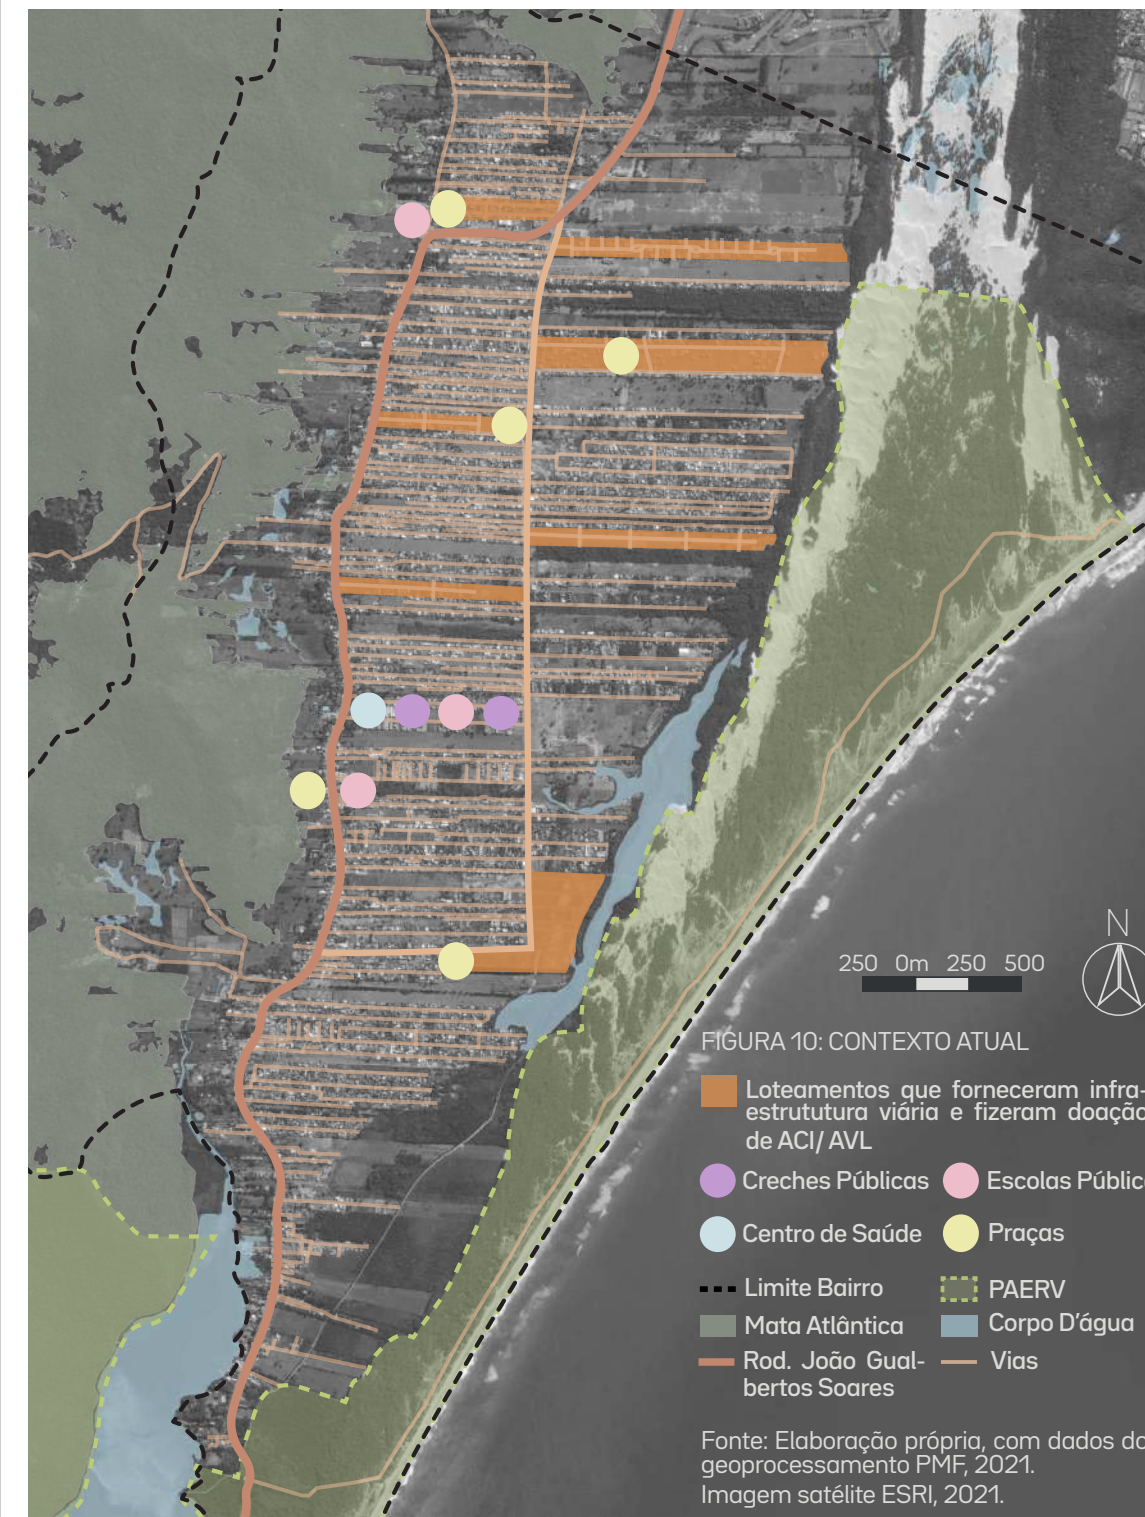 N
250 0m 250 500
FIGURA 10: CONTEXTO ATUAL
Loteamentos que forneceram infra-
estrututura viária e fizeram doação
de ACI/ AVL
Creches Públicas
Escolas Públic
Centro de Saúde
Praças
Limite Bairro
PAERV
Mata Atlântica
Corpo D'água
Rod. João Gual-
bertos Soares
Vias
Fonte: Elaboração própria, com dados do
geoprocessamento PMF, 2021.
Imagem satélite ESRI, 2021.